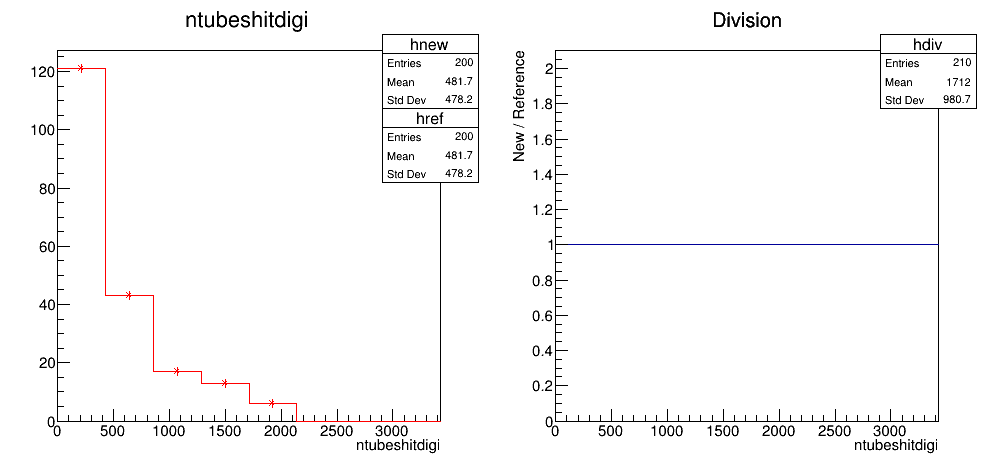 ntubeshitdigi
hnew
Entries 200
Mean 481.7
Std Dev 478.2
href
Entries 200
Mean 481.7
Std Dev 478.2
120
100
80
60
40
20
0
0 500 1000 1500 2000 2500 3000
ntubeshitdigi
Division
hdiv
Entries 210
Mean 1712
Std Dev 980.7
New / Reference
2
1.8
1.6
1.4
1.2
1
0.8
0.6
0.4
0.2
0
0 500 1000 1500 2000 2500 3000
ntubeshitdigi